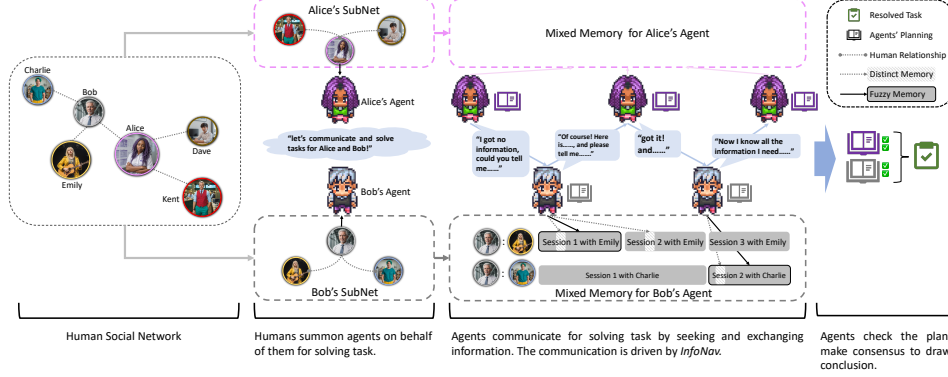 Alice's SubNet
Mixed Memory for Alice's Agent
Resolved Task
Agents' Planning
Human Relationship
Distinct Memory
Fuzzy Memory
Charlie
Bob
Alice
Dave
Emily
Kent
Alice's Agent
"let's communicate and solve
tasks for Alice and Bob!"
Bob's Agent
Bob's SubNet
"I got no
information,
could you tell
me......"
"Of course! Here
is......, and please
tell me......"
"got it!
and......"
"Now I know all the
information I need......"
: Session 1 with Emily Session 2 with Emily Session 3 with Emily
: Session 1 with Charlie Session 2 with Charlie
Mixed Memory for Bob's Agent
Human Social Network
Humans summon agents on behalf
of them for solving task.
Agents communicate for solving task by seeking and exchanging
information. The communication is driven by InfoNav.
Agents check the plan
make consensus to draw
conclusion.